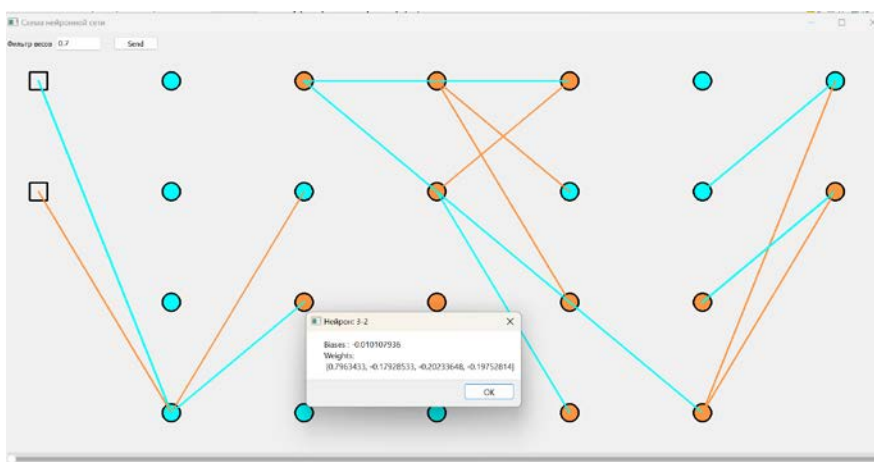 Схема нейронной сети
Фильтр весов 0.7 Send
Нейрон: 3-2
Biases : -0.010107936
Weights:
[0.7963433, -0.17928533, -0.20233648, -0.19752814]
OK